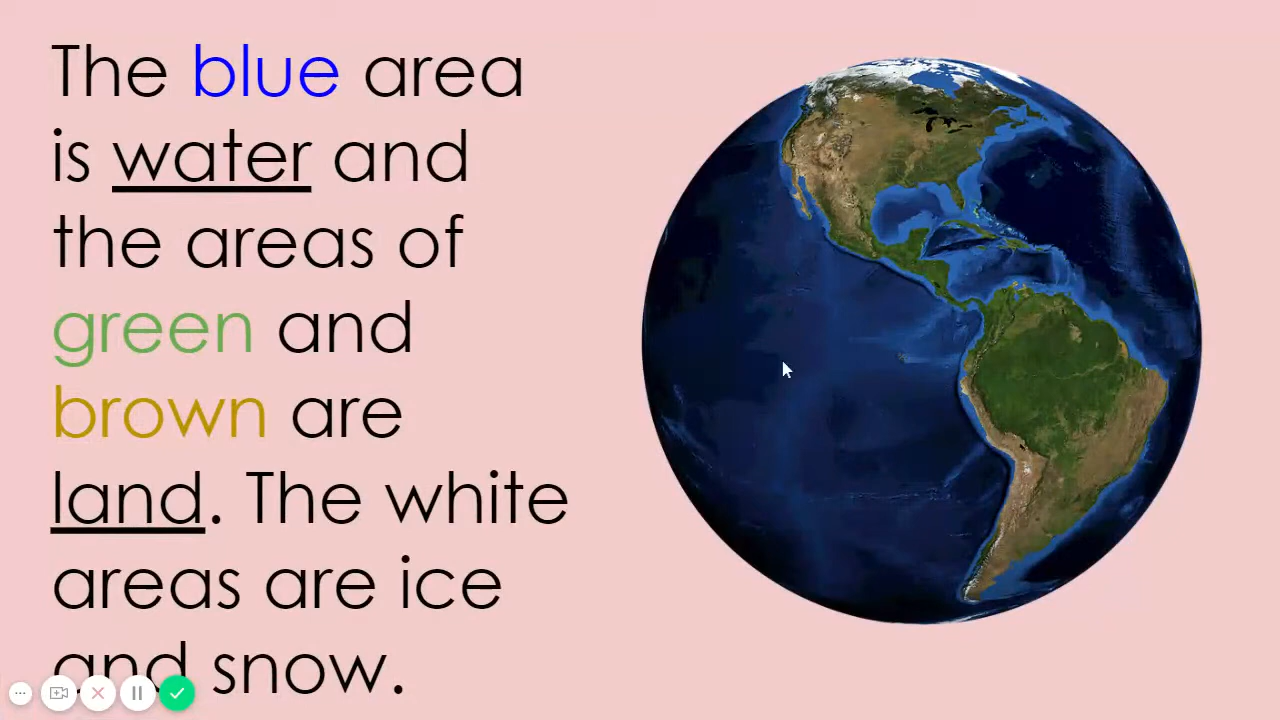 The blue area
is water and
the areas of
green and
brown are
land. The white
areas are ice
and snow.